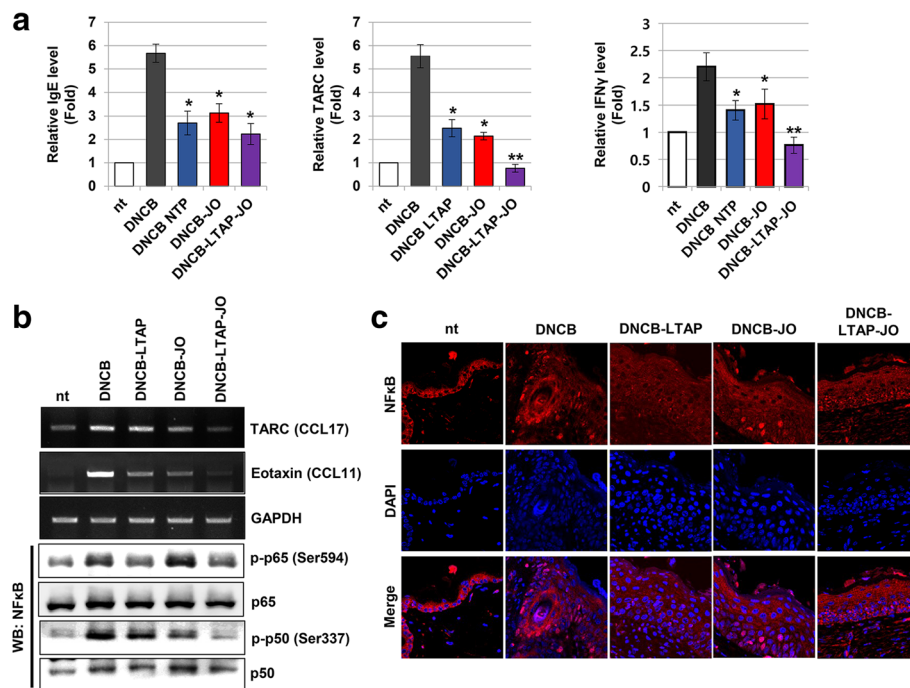 a
Relative IgE level
(Fold)
7
6
5
4
3
2
1
0
*
*
*
nt
DNCB
DNCB NTP
DNCB-JO
DNCB-LTAP-JO
Relative TARC level
(Fold)
7
6
5
4
3
2
1
0
*
*
**
nt
DNCB
DNCB LTAP
DNCB-JO
DNCB-LTAP-JO
Relative IFNγ level
(Fold)
3
2.5
2
1.5
1
0.5
0
*
*
**
nt
DNCB
DNCB NTP
DNCB-JO
DNCB-LTAP-JO
b
nt
DNCB
DNCB-LTAP
DNCB-JO
DNCB-LTAP-JO
TARC (CCL17)
Eotaxin (CCL11)
GAPDH
WB: NFκB
p-p65 (Ser594)
p65
p-p50 (Ser337)
p50
c
nt
DNCB
DNCB-LTAP
DNCB-JO
DNCB-
LTAP-JO
NFκB
DAPI
Merge